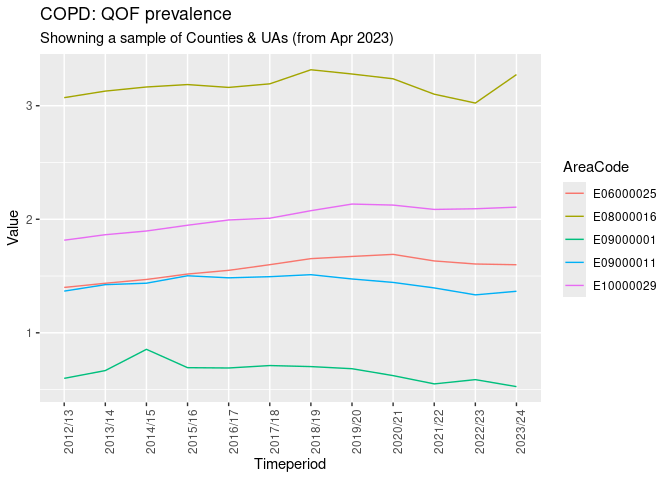 COPD: QOF prevalence
Showning a sample of Counties & UAs (from Apr 2023)
Value
3
2
1
2012/13
2013/14
2014/15
2015/16
2016/17
2017/18
2018/19
2019/20
2020/21
2021/22
2022/23
2023/24
Timeperiod
AreaCode
E06000025
E08000016
E09000001
E09000011
E10000029